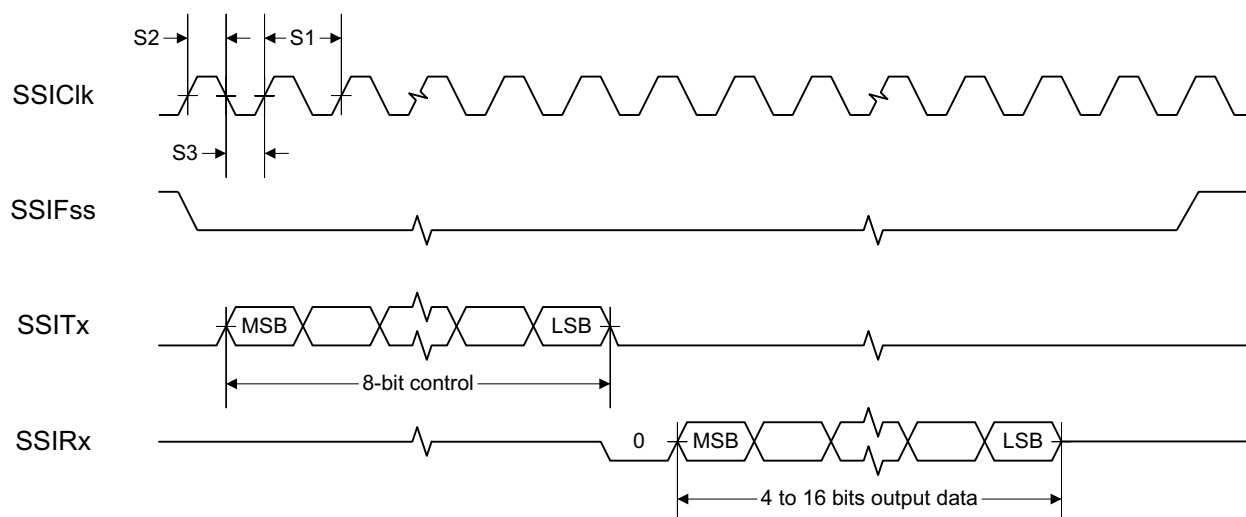 S2
S1
SSIClk
S3
SSIFss
SSITx
MSB
LSB
8-bit control
SSIRx
0
MSB
LSB
4 to 16 bits output data